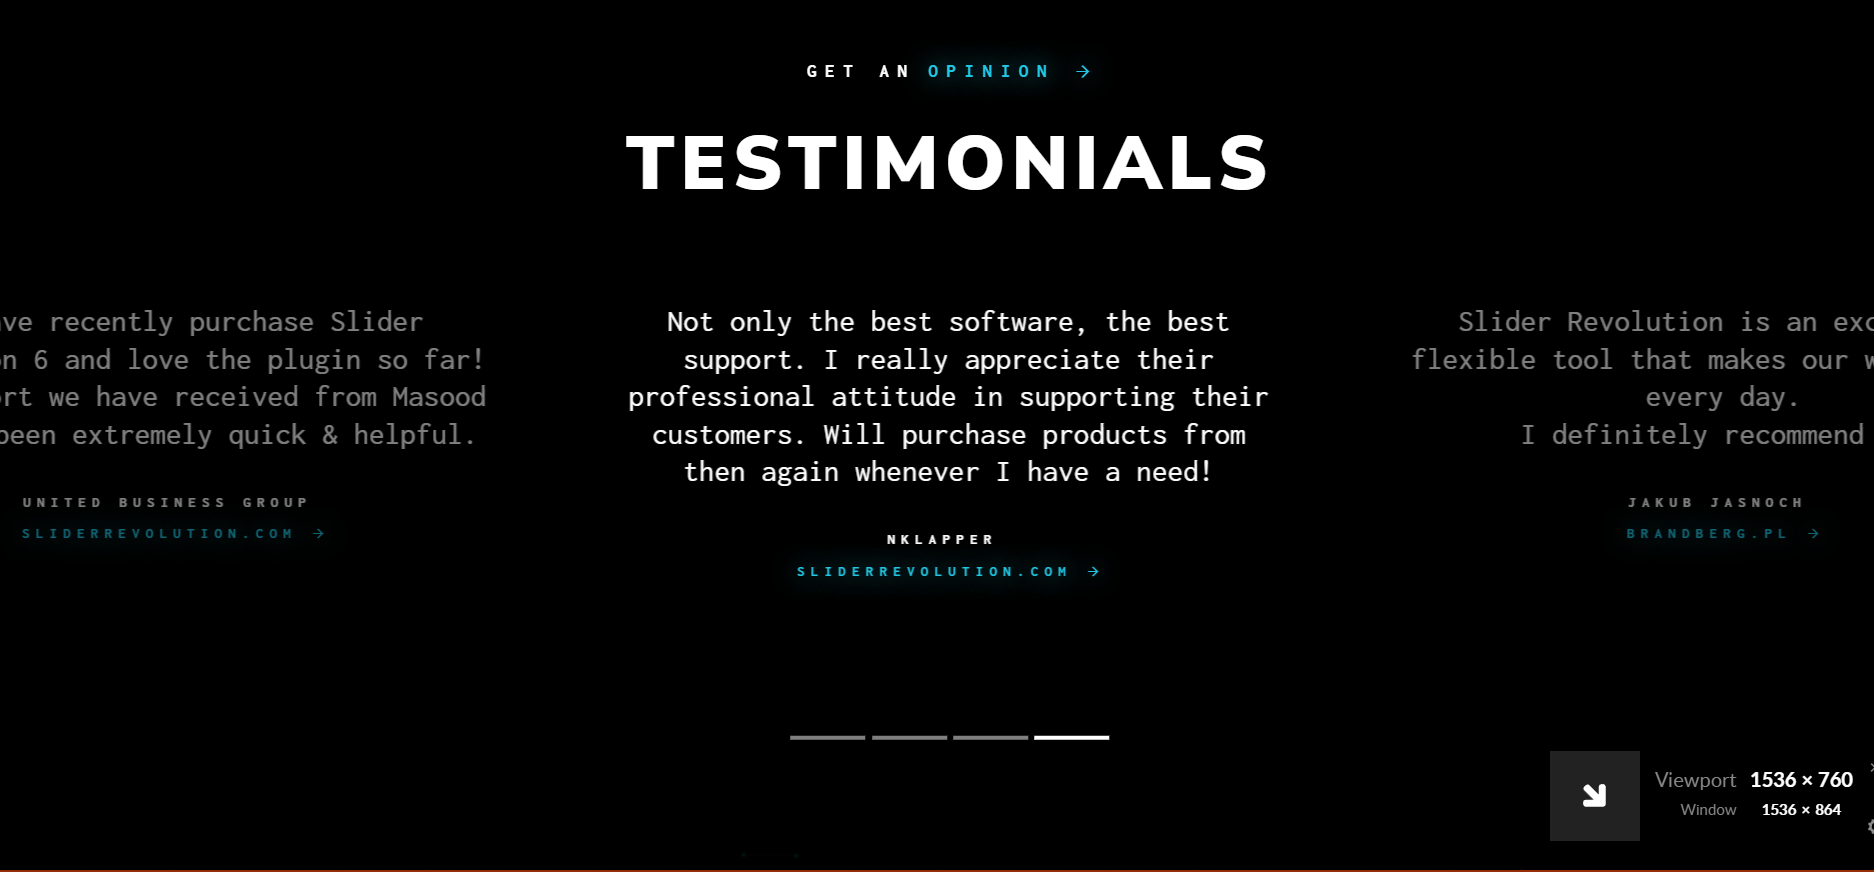 GET AN OPINION →
TESTIMONIALS
recently purchase Slider
6 and love the plugin so far!
we have received from Masood
been extremely quick & helpful.
UNITED BUSINESS GROUP
SLIDERREVOLUTION.COM →
Not only the best software, the best
support. I really appreciate their
professional attitude in supporting their
customers. Will purchase products from
then again whenever I have a need!
NKLAPPER
SLIDERREVOLUTION.COM →
Slider Revolution is an
flexible tool that makes our
every day.
I definitely recommend
JAKUB JASNOCH
BRANDBERG.PL →
Viewport 1536 × 760
Window 1536 × 864